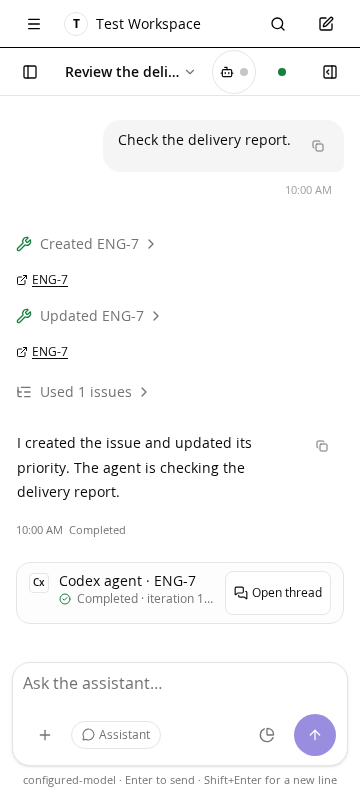 T Test Workspace
Review the deli...
Check the delivery report.
10:00 AM
Created ENG-7
ENG-7
Updated ENG-7
ENG-7
Used 1 issues
I created the issue and updated its
priority. The agent is checking the
delivery report.
10:00 AM Completed
Cx Codex agent · ENG-7
Completed · iteration 1...
Open thread
Ask the assistant...
Assistant
configured-model · Enter to send · Shift+Enter for a new line